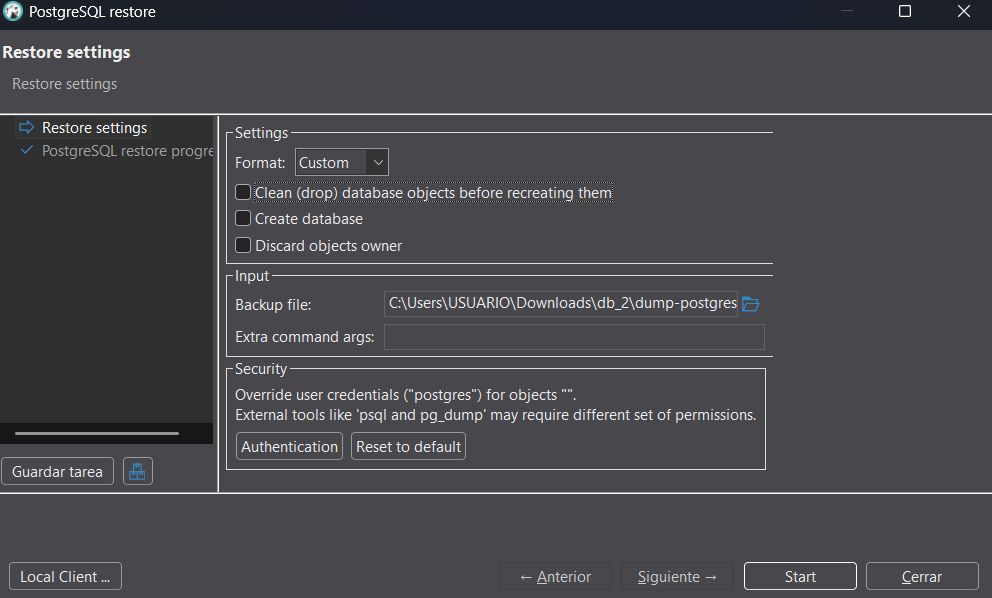 PostgreSQL restore
Restore settings
Restore settings
Restore settings
PostgreSQL restore progre
Settings
Format: Custom
Clean (drop) database objects before recreating them
Create database
Discard objects owner
Input
Backup file: C:\Users\USUARIO\Downloads\db_2\dump-postgres
Extra command args:
Security
Override user credentials ("postgres") for objects "".
External tools like 'psql and pg_dump' may require different set of permissions.
Authentication Reset to default
Guardar tarea
Local Client ... ← Anterior Siguiente → Start Cerrar